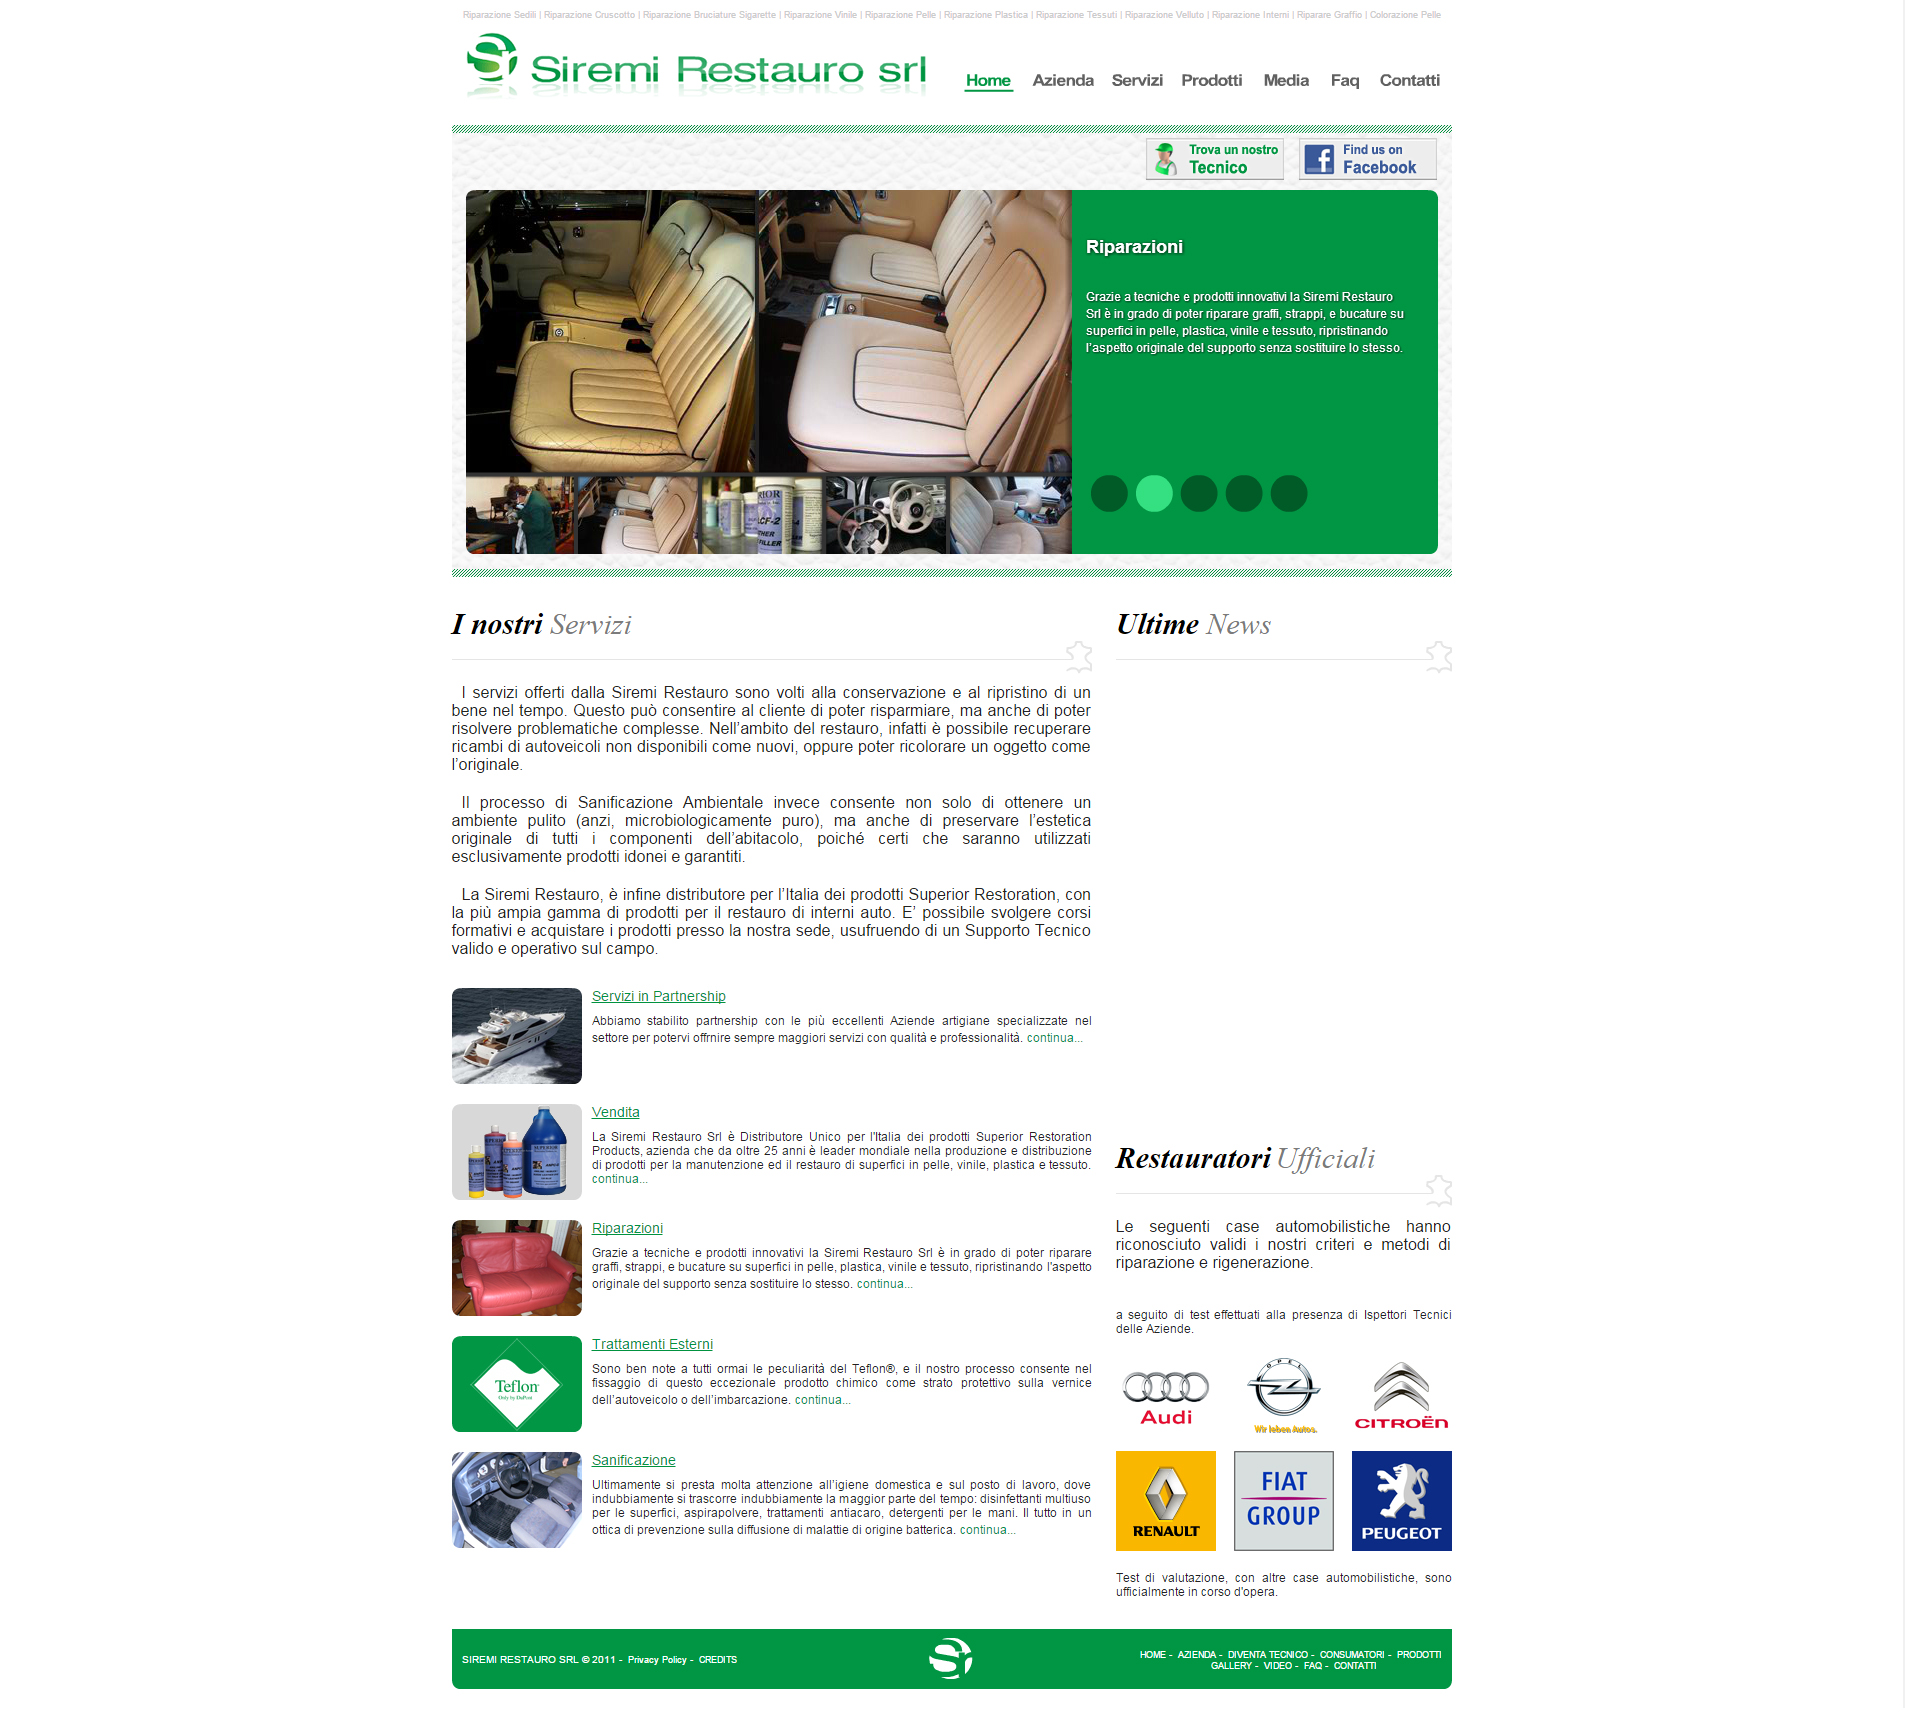 Riparazione Sedili | Riparazione Cruscotto | Riparazione Bruciature Sigarette | Riparazione Vinile | Riparazione Pelle | Riparazione Plastica | Riparazione Tessuti | Riparazione Velluto | Riparazione Interni | Riparare Graffio | Colorazione Pelle
Siremi Restauro srl
Home Azienda Servizi Prodotti Media Faq Contatti
Trova un nostro
Tecnico
Find us on
Facebook
Riparazioni
Grazie a tecniche e prodotti innovativi la Siremi Restauro
Srl è in grado di poter riparare graffi, strappi, e bucature su
superfici in pelle, plastica, vinile e tessuto, ripristinando
l'aspetto originale del supporto senza sostituire lo stesso.
I nostri Servizi
I servizi offerti dalla Siremi Restauro sono volti alla conservazione e al ripristino di un
bene nel tempo. Questo può consentire al cliente di poter risparmiare, ma anche di poter
risolvere problematiche complesse. Nell'ambito del restauro, infatti è possibile recuperare
ricambi di autoveicoli non disponibili come nuovi, oppure poter ricolorare un oggetto come
l'originale.
Il processo di Sanificazione Ambientale invece consente non solo di ottenere un
ambiente pulito (anzi, microbiologicamente puro), ma anche di preservare l'estetica
originale di tutti i componenti dell'abitacolo, poiché certi che saranno utilizzati
esclusivamente prodotti idonei e garantiti.
La Siremi Restauro, è infine distributore per l'Italia dei prodotti Superior Restoration, con
la più ampia gamma di prodotti per il restauro di interni auto. E' possibile svolgere corsi
formativi e acquistare i prodotti presso la nostra sede, usufruendo di un Supporto Tecnico
valido e operativo sul campo.
Servizi in Partnership
Abbiamo stabilito partnership con le più eccellenti Aziende artigiane specializzate nel
settore per potervi offrnire sempre maggiori servizi con qualità e professionalità. continua...
Vendita
La Siremi Restauro Srl è Distributore Unico per l'Italia dei prodotti Superior Restoration
Products, azienda che da oltre 25 anni è leader mondiale nella produzione e distribuzione
di prodotti per la manutenzione ed il restauro di superfici in pelle, vinile, plastica e tessuto.
continua...
Riparazioni
Grazie a tecniche e prodotti innovativi la Siremi Restauro Srl è in grado di poter riparare
graffi, strappi, e bucature su superfici in pelle, plastica, vinile e tessuto, ripristinando l'aspetto
originale del supporto senza sostituire lo stesso. continua...
Teflon
Only by DuPont
Trattamenti Esterni
Sono ben note a tutti ormai le peculiarità del Teflon®, e il nostro processo consente nel
fissaggio di questo eccezionale prodotto chimico come strato protettivo sulla vernice
dell'autoveicolo o dell'imbarcazione. continua...
Sanificazione
Ultimamente si presta molta attenzione all'igiene domestica e sul posto di lavoro, dove
indubbiamente si trascorre indubbiamente la maggior parte del tempo: disinfettanti multiuso
per le superfici, aspirapolvere, trattamenti antiacaro, detergenti per le mani. Il tutto in un
ottica di prevenzione sulla diffusione di malattie di origine batterica. continua...
Ultime News
Restauratori Ufficiali
Le seguenti case automobilistiche hanno
riconosciuto validi i nostri criteri e metodi di
riparazione e rigenerazione.
a seguito di test effettuati alla presenza di Ispettori Tecnici
delle Aziende.
Audi
OPEL
Wir leben Autos.
CITROËN
RENAULT
FIAT
GROUP
PEUGEOT
Test di valutazione, con altre case automobilistiche, sono
ufficialmente in corso d'opera.
SIREMI RESTAURO SRL © 2011 - Privacy Policy - CREDITS
HOME - AZIENDA - DIVENTA TECNICO - CONSUMATORI - PRODOTTI
GALLERY - VIDEO - FAQ - CONTATTI